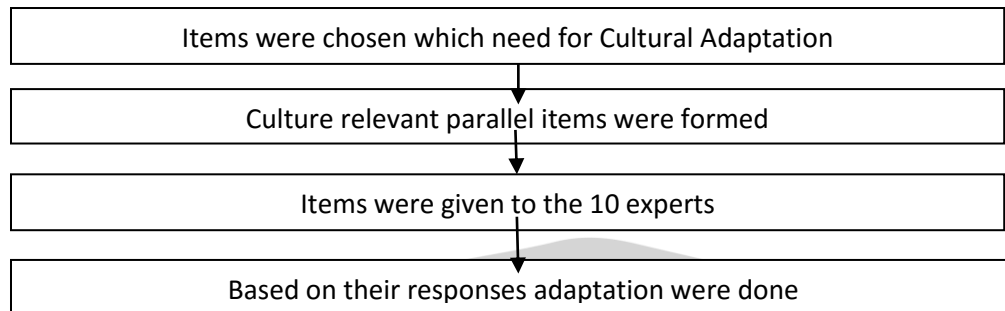 Items were chosen which need for Cultural Adaptation
Culture relevant parallel items were formed
Items were given to the 10 experts
Based on their responses adaptation were done